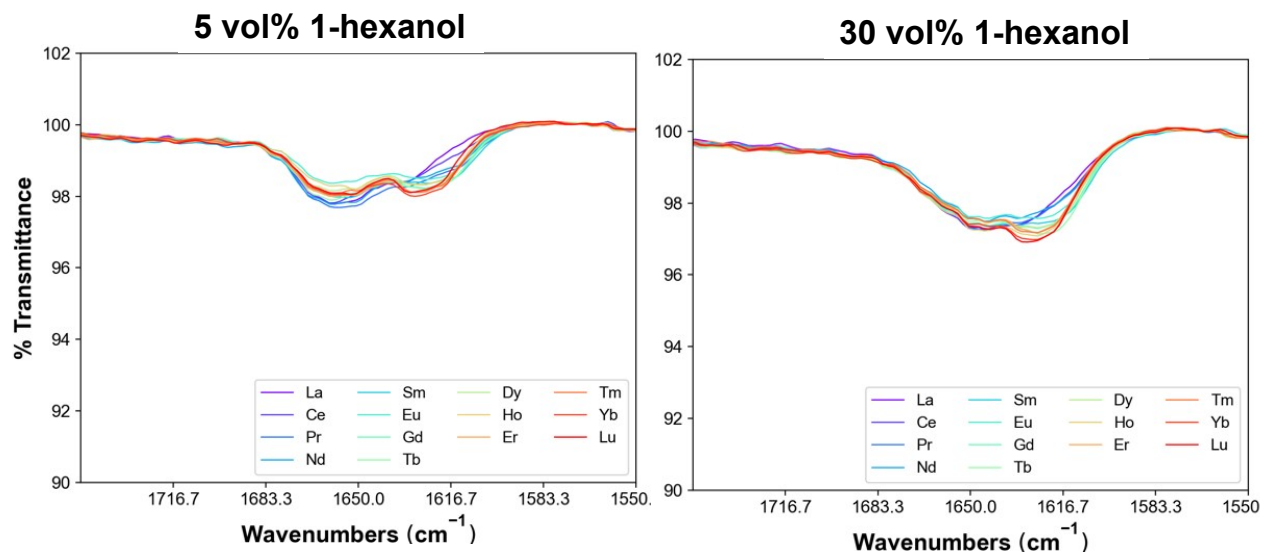 5 vol% 1-hexanol
102
100
98
96
94
92
90
% Transmittance
La Sm Dy Tm
Ce Eu Ho Yb
Pr Gd Er Lu
Nd Tb
1716.7 1683.3 1650.0 1616.7 1583.3 1550.
Wavenumbers (cm⁻¹)
30 vol% 1-hexanol
102
100
98
96
94
92
90
La Sm Dy Tm
Ce Eu Ho Yb
Pr Gd Er Lu
Nd Tb
1716.7 1683.3 1650.0 1616.7 1583.3 1550
Wavenumbers (cm⁻¹)